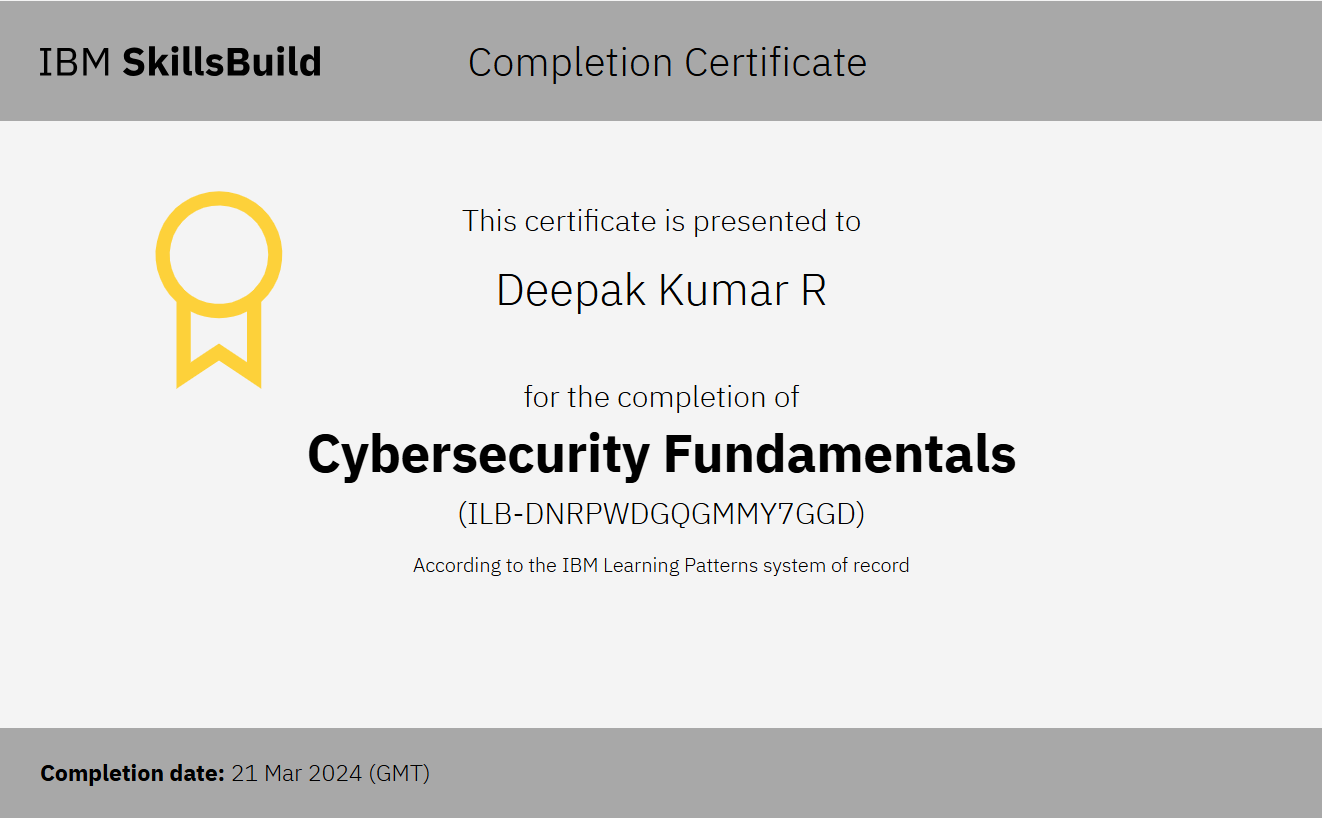 IBM SkillsBuild
Completion Certificate
This certificate is presented to
Deepak Kumar R
for the completion of
Cybersecurity Fundamentals
(ILB-DNRPWDGQGMMY7GGD)
According to the IBM Learning Patterns system of record
Completion date: 21 Mar 2024 (GMT)